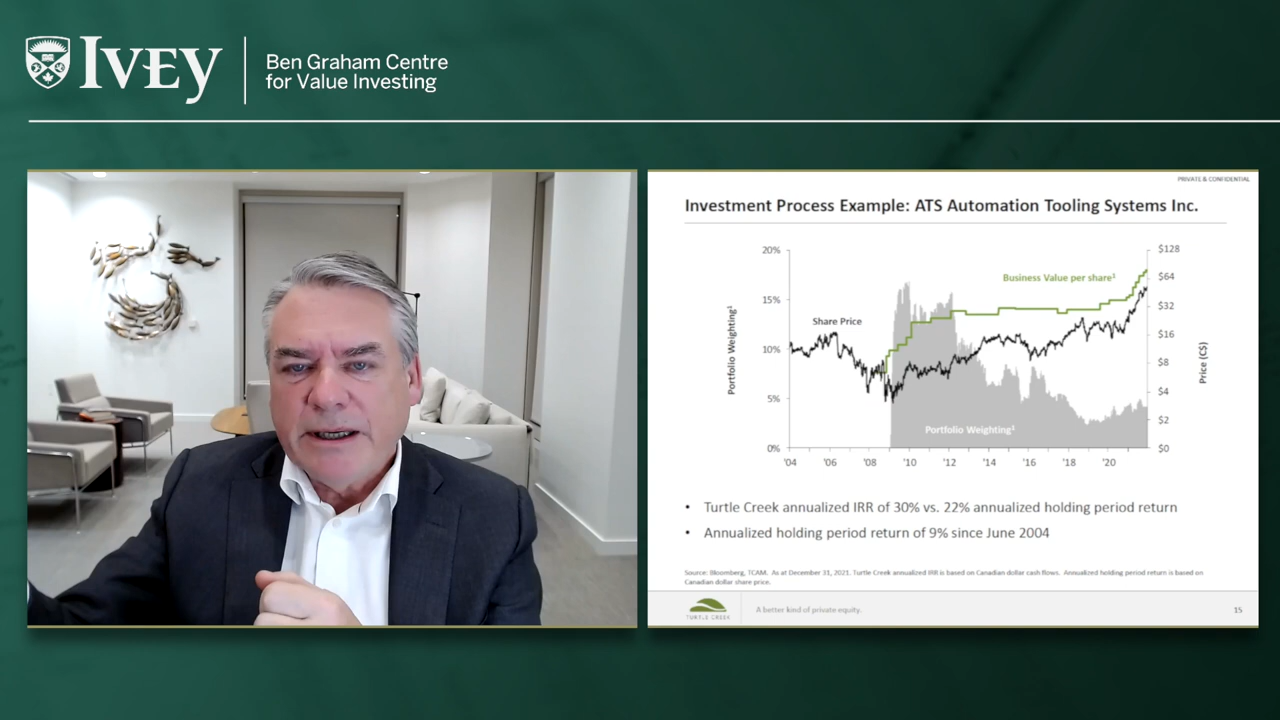 IVEY
Ben Graham Centre
for Value Investing
PRIVATE & CONFIDENTIAL
Investment Process Example: ATS Automation Tooling Systems Inc.
20%
15%
10%
5%
0%
Portfolio Weighting¹
Share Price
Business Value per share¹
Portfolio Weighting¹
$128
$64
$32
$16
$8
$4
$2
$0
Price (C$)
'04 '06 '08 '10 '12 '14 '16 '18 '20
• Turtle Creek annualized IRR of 30% vs. 22% annualized holding period return
• Annualized holding period return of 9% since June 2004
Source: Bloomberg, TCAM. As at December 31, 2021. Turtle Creek annualized IRR is based on Canadian dollar cash flows. Annualized holding period return is based on
Canadian dollar share price.
TURTLE CREEK
A better kind of private equity.
15